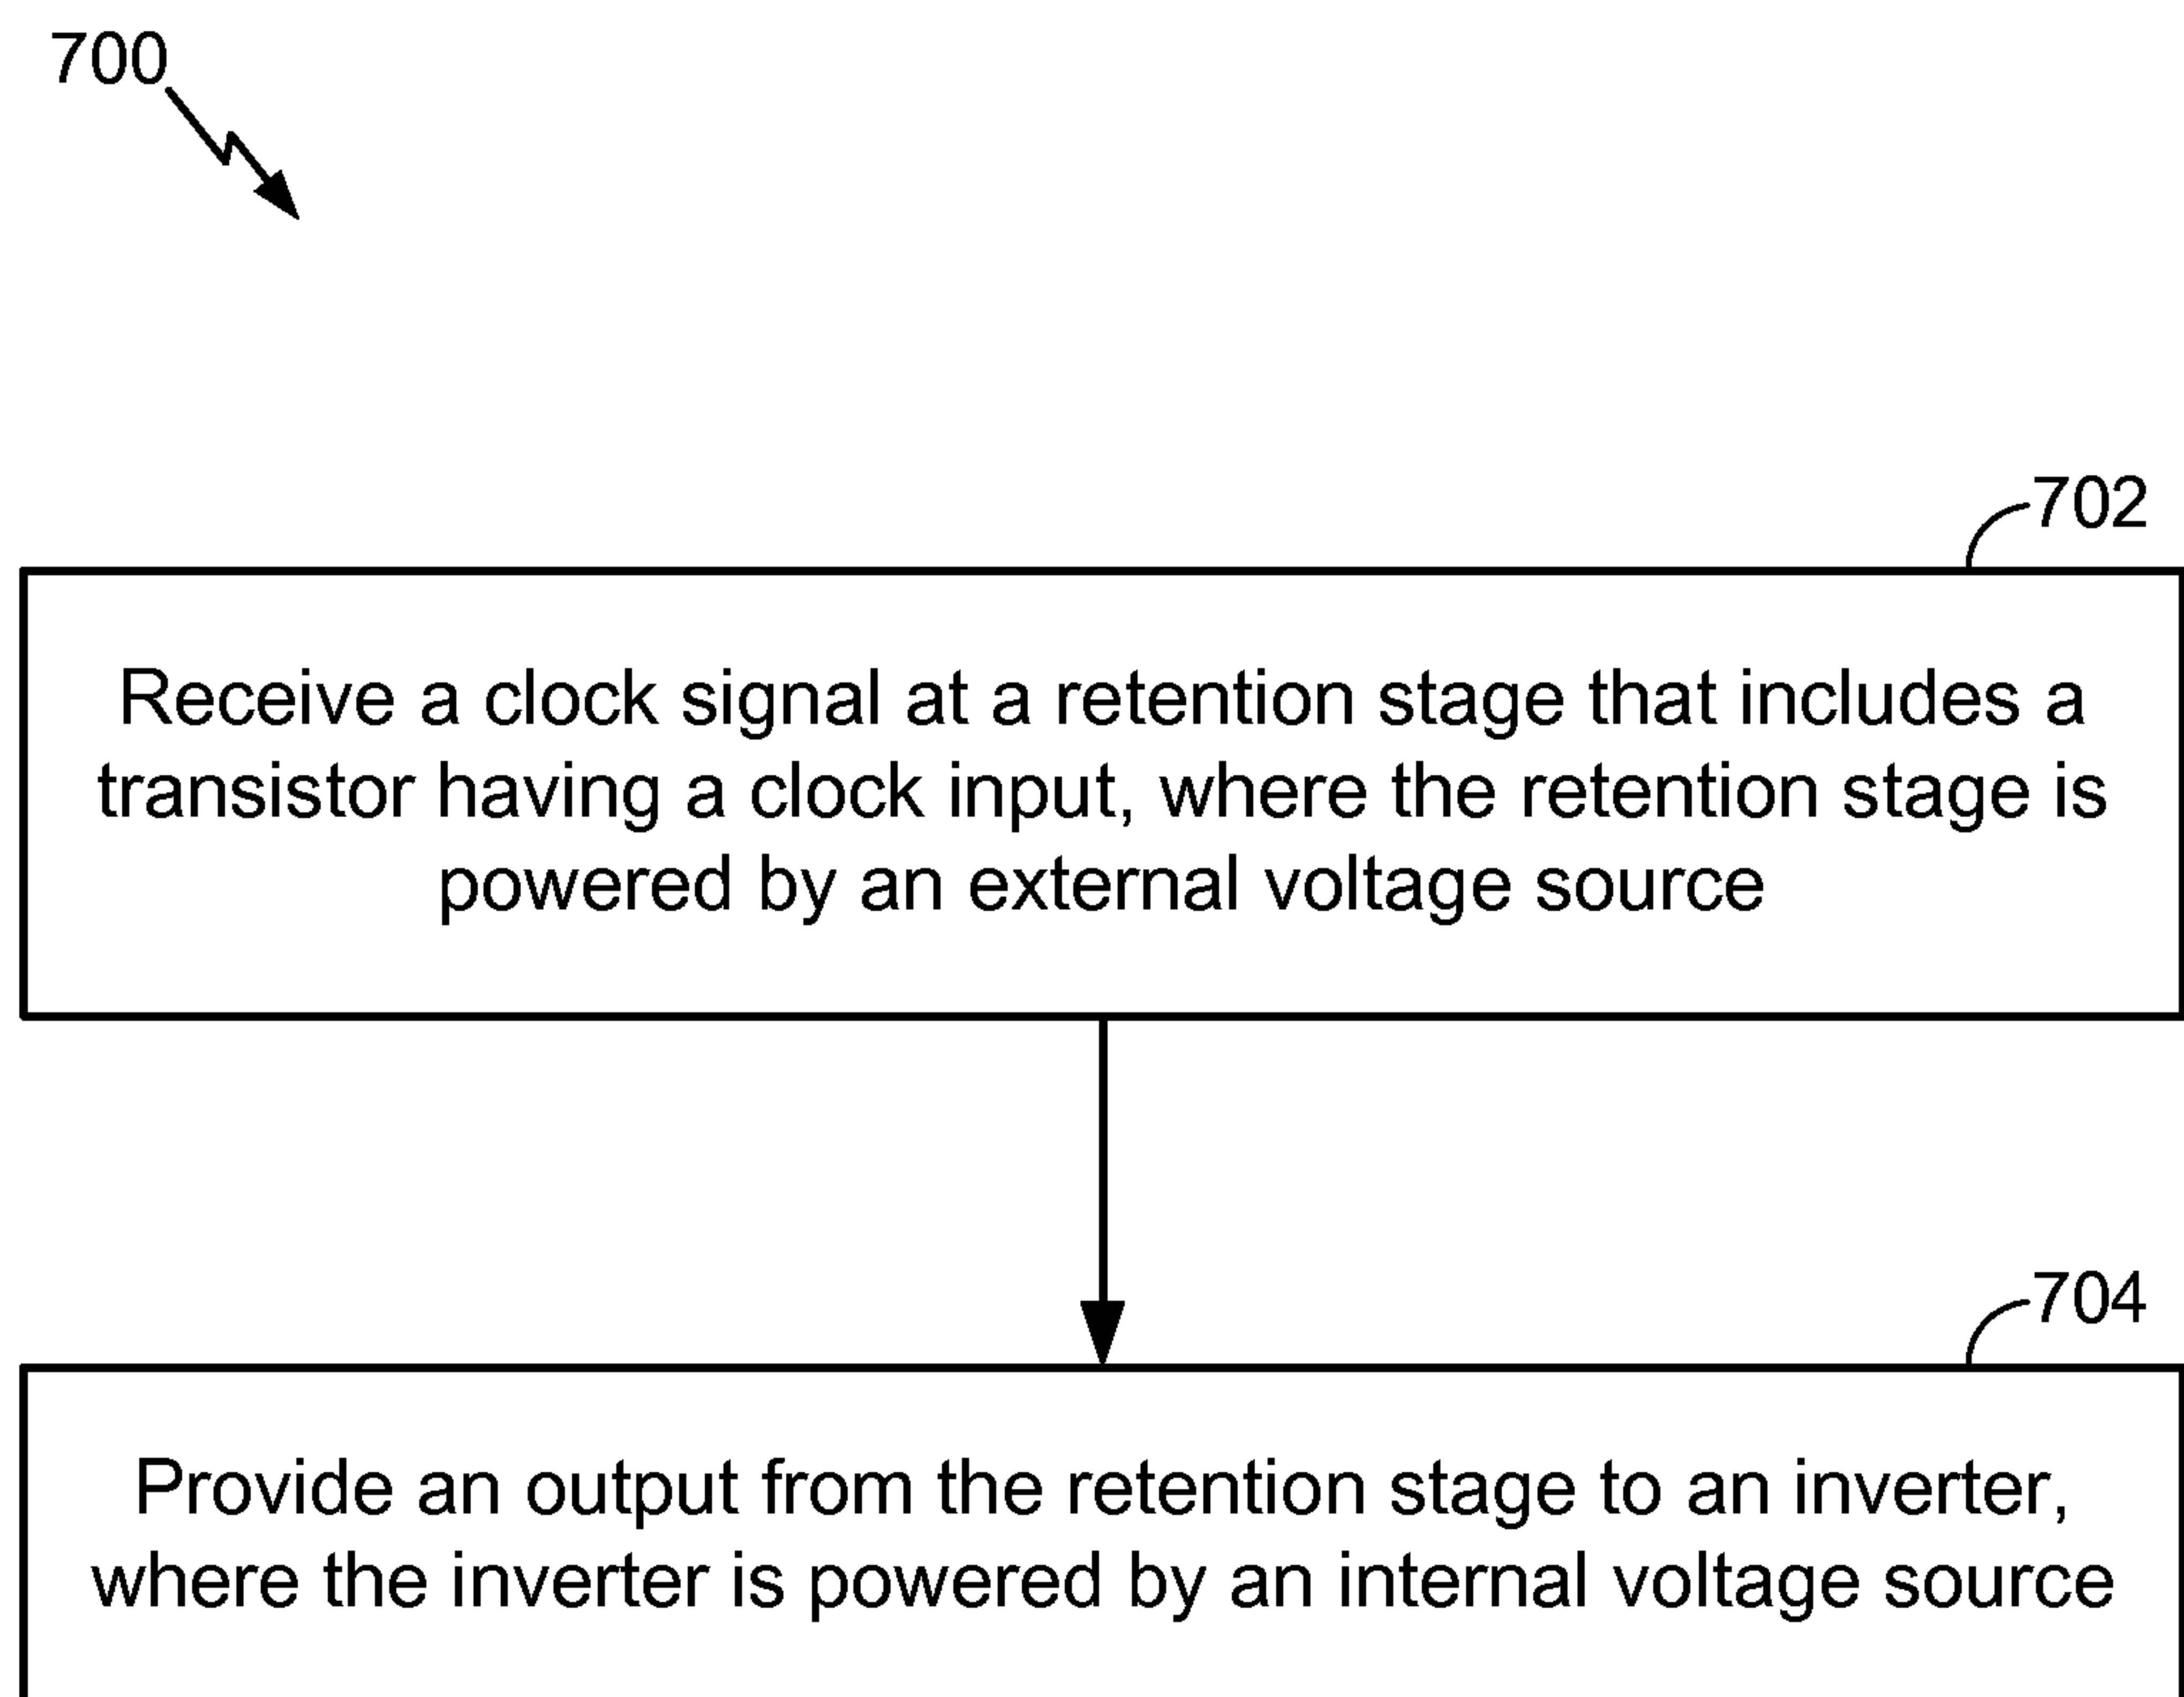 700
702
Receive a clock signal at a retention stage that includes a
transistor having a clock input, where the retention stage is
powered by an external voltage source
704
Provide an output from the retention stage to an inverter,
where the inverter is powered by an internal voltage source